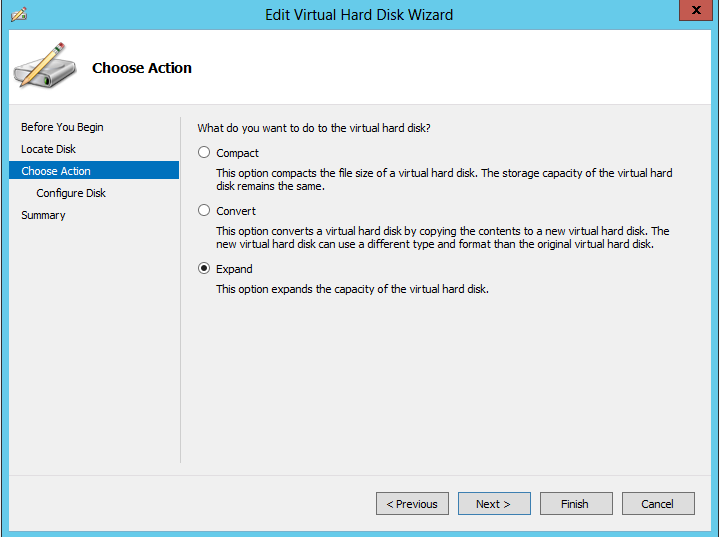 Edit Virtual Hard Disk Wizard
x
Choose Action
Before You Begin
Locate Disk
Choose Action
Configure Disk
Summary
What do you want to do to the virtual hard disk?
Compact
This option compacts the file size of a virtual hard disk. The storage capacity of the virtual hard
disk remains the same.
Convert
This option converts a virtual hard disk by copying the contents to a new virtual hard disk. The
new virtual hard disk can use a different type and format than the original virtual hard disk.
Expand
This option expands the capacity of the virtual hard disk.
< Previous
Next >
Finish
Cancel